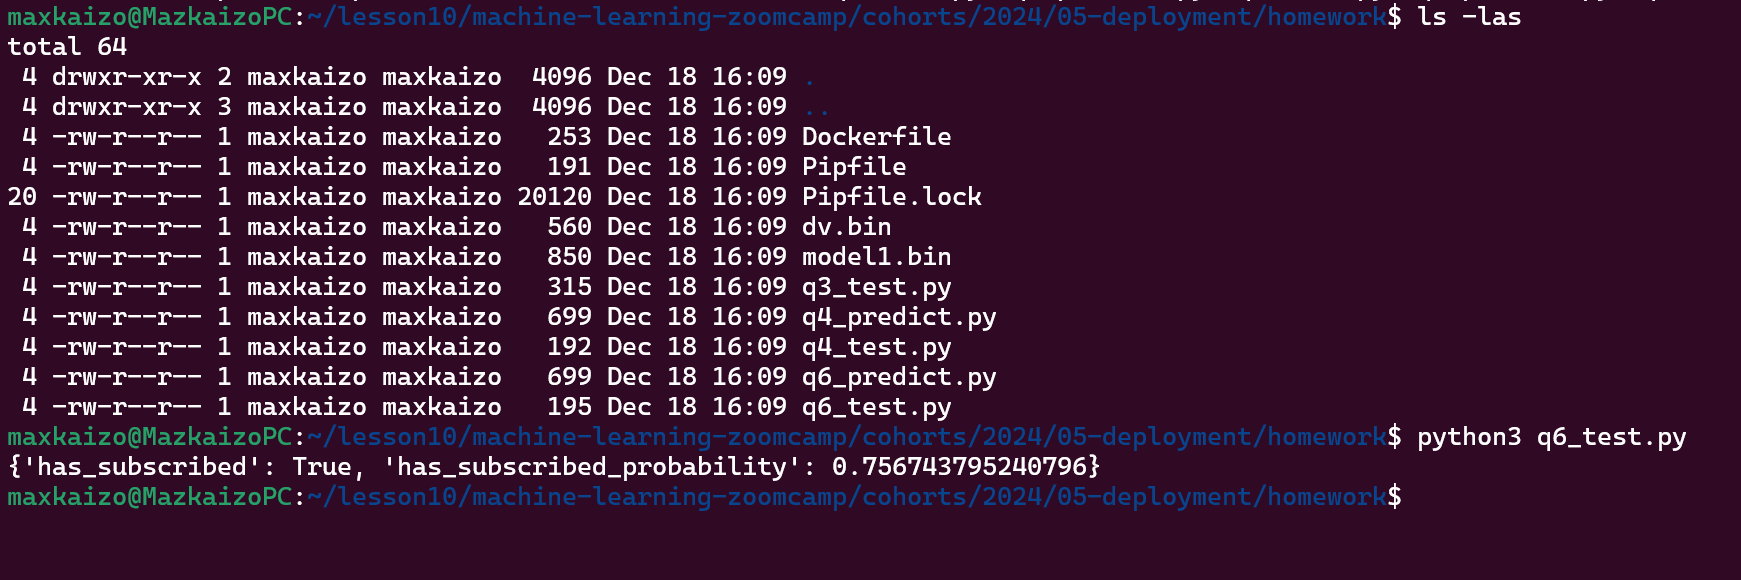 maxkaizo@MazkaizoPC:~/lesson10/machine-learning-zoomcamp/cohorts/2024/05-deployment/homework$ ls -las
total 64
 4 drwxr-xr-x 2 maxkaizo maxkaizo  4096 Dec 18 16:09 .
 4 drwxr-xr-x 3 maxkaizo maxkaizo  4096 Dec 18 16:09 ..
 4 -rw-r--r-- 1 maxkaizo maxkaizo   253 Dec 18 16:09 Dockerfile
 4 -rw-r--r-- 1 maxkaizo maxkaizo   191 Dec 18 16:09 Pipfile
20 -rw-r--r-- 1 maxkaizo maxkaizo 20120 Dec 18 16:09 Pipfile.lock
 4 -rw-r--r-- 1 maxkaizo maxkaizo   560 Dec 18 16:09 dv.bin
 4 -rw-r--r-- 1 maxkaizo maxkaizo   850 Dec 18 16:09 model1.bin
 4 -rw-r--r-- 1 maxkaizo maxkaizo   315 Dec 18 16:09 q3_test.py
 4 -rw-r--r-- 1 maxkaizo maxkaizo   699 Dec 18 16:09 q4_predict.py
 4 -rw-r--r-- 1 maxkaizo maxkaizo   192 Dec 18 16:09 q4_test.py
 4 -rw-r--r-- 1 maxkaizo maxkaizo   699 Dec 18 16:09 q6_predict.py
 4 -rw-r--r-- 1 maxkaizo maxkaizo   195 Dec 18 16:09 q6_test.py
maxkaizo@MazkaizoPC:~/lesson10/machine-learning-zoomcamp/cohorts/2024/05-deployment/homework$ python3 q6_test.py
{'has_subscribed': True, 'has_subscribed_probability': 0.756743795240796}
maxkaizo@MazkaizoPC:~/lesson10/machine-learning-zoomcamp/cohorts/2024/05-deployment/homework$